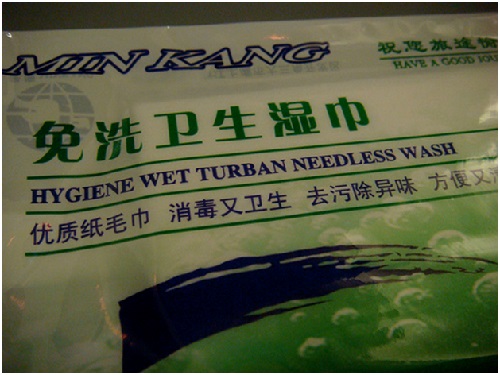 MIN KANG
祝您旅途愉
HAVE A GOOD JOU
免洗卫生湿巾
HYGIENE WET TURBAN NEEDLESS WASH
优质纸毛巾 消毒又卫生 去污除异味 方便又